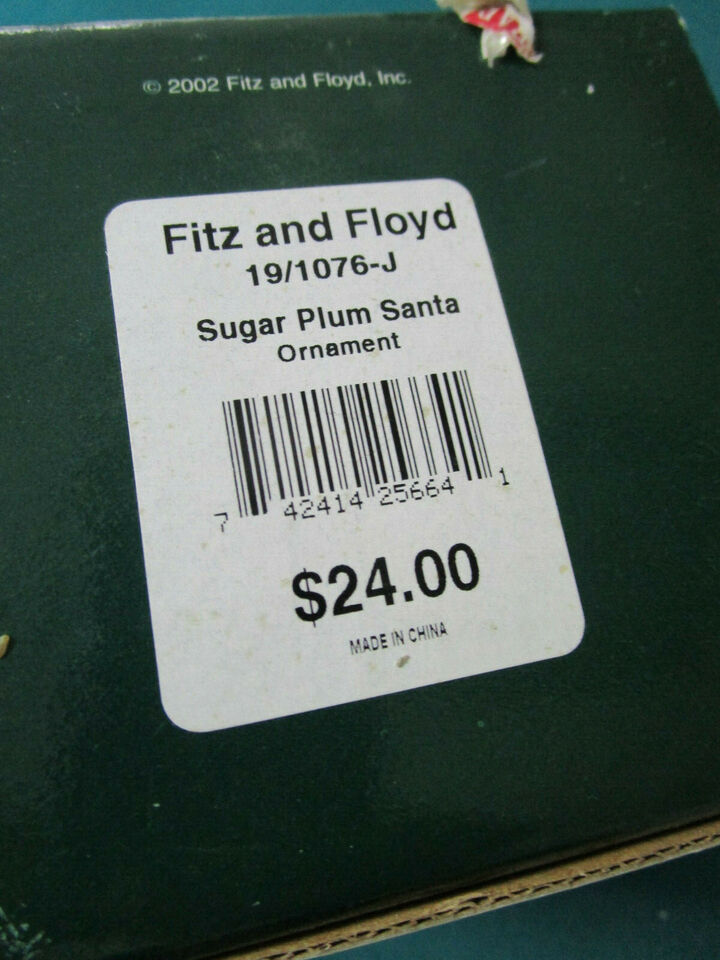 © 2002 Fitz and Floyd, Inc.
Fitz and Floyd
19/1076-J
Sugar Plum Santa
Ornament
7 42414 25664 1
$24.00
MADE IN CHINA